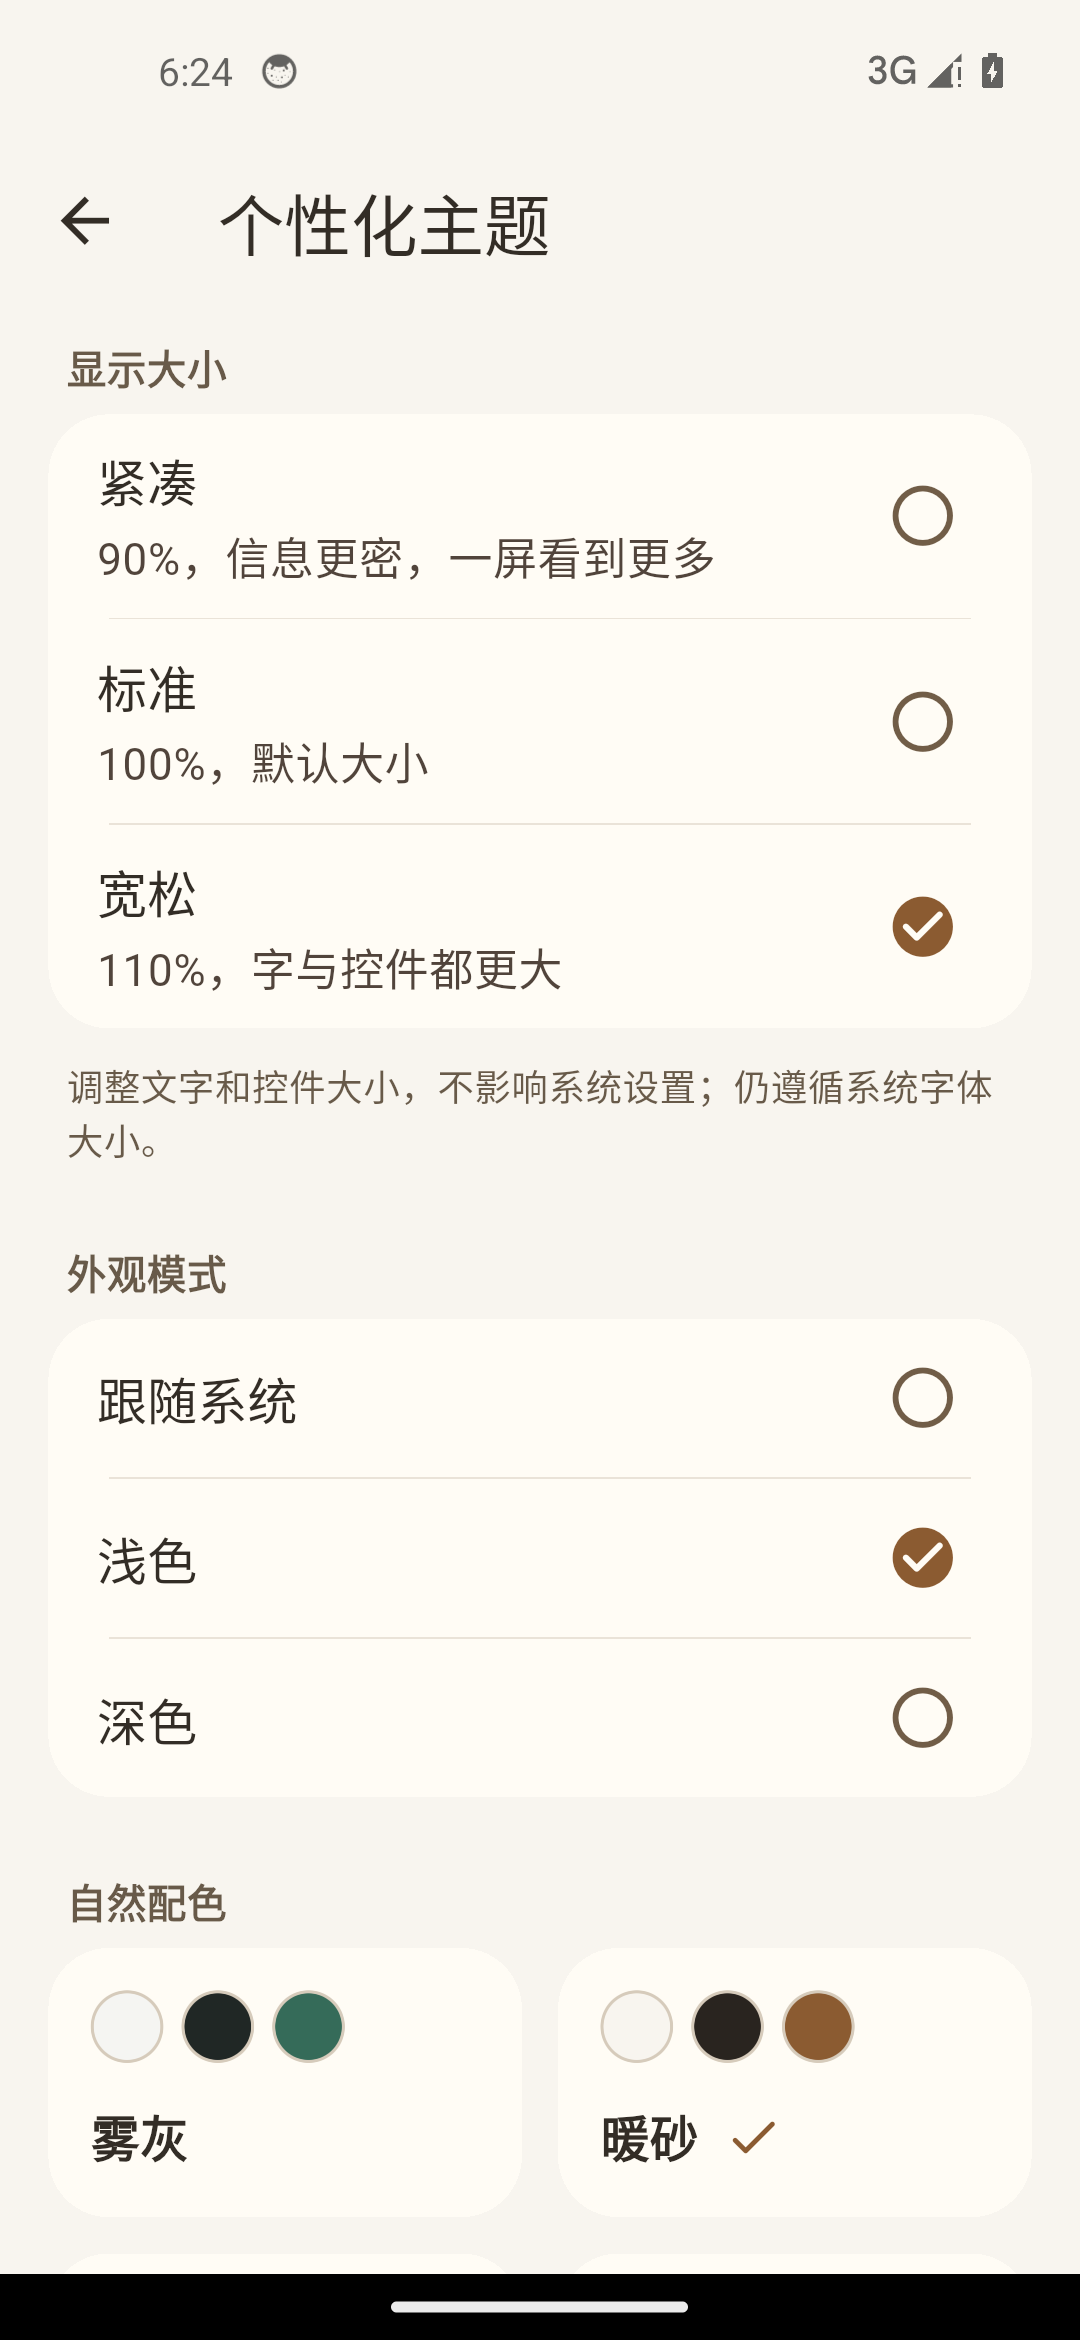 6:24
3G
个性化主题
显示大小
紧凑
90%，信息更密，一屏看到更多
标准
100%，默认大小
宽松
110%，字与控件都更大
调整文字和控件大小，不影响系统设置；仍遵循系统字体
大小。
外观模式
跟随系统
浅色
深色
自然配色
雾灰
暖砂